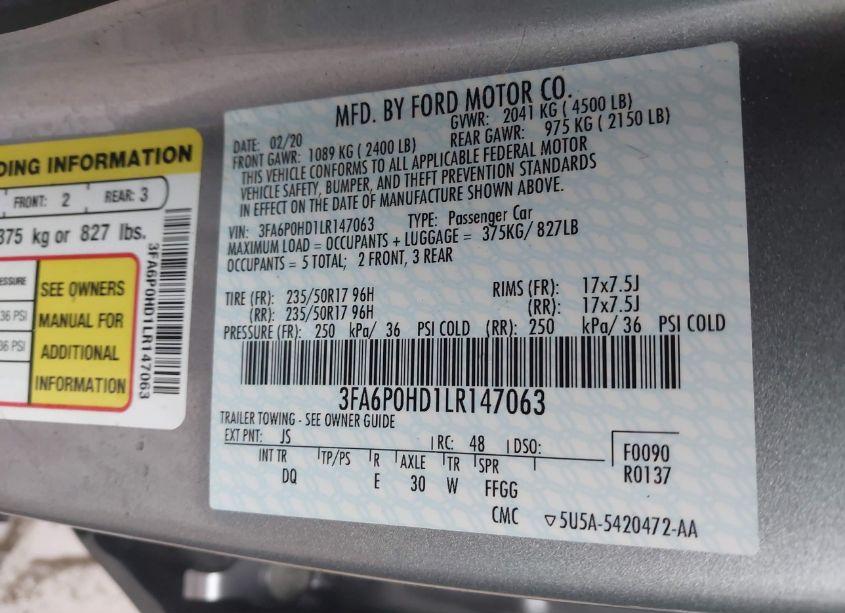 DING INFORMATION
FRONT: 2 REAR: 3
375 kg or 827 lbs.
3FA6P0HD1LR147063
ESSURE
36 PSI
36 PSI
SEE OWNERS
MANUAL FOR
ADDITIONAL
INFORMATION
MFD. BY FORD MOTOR CO.
DATE: 02/20 GVWR: 2041 KG ( 4500 LB)
FRONT GAWR: 1089 KG ( 2400 LB) REAR GAWR: 975 KG ( 2150 LB)
THIS VEHICLE CONFORMS TO ALL APPLICABLE FEDERAL MOTOR
VEHICLE SAFETY, BUMPER, AND THEFT PREVENTION STANDARDS
IN EFFECT ON THE DATE OF MANUFACTURE SHOWN ABOVE.
VIN: 3FA6P0HD1LR147063 TYPE: Passenger Car
MAXIMUM LOAD = OCCUPANTS + LUGGAGE = 375KG/ 827LB
OCCUPANTS = 5 TOTAL; 2 FRONT, 3 REAR
TIRE (FR): 235/50R17 96H RIMS (FR): 17x7.5J
(RR): 235/50R17 96H (RR): 17x7.5J
PRESSURE (FR): 250 kPa/ 36 PSI COLD (RR): 250 kPa/ 36 PSI COLD
3FA6P0HD1LR147063
TRAILER TOWING - SEE OWNER GUIDE
EXT PNT: JS RC: 48 DSO:
INT TR TP/PS R AXLE TR SPR
DQ E 30 W FFGG
F0090
R0137
CMC ▽5U5A-5420472-AA